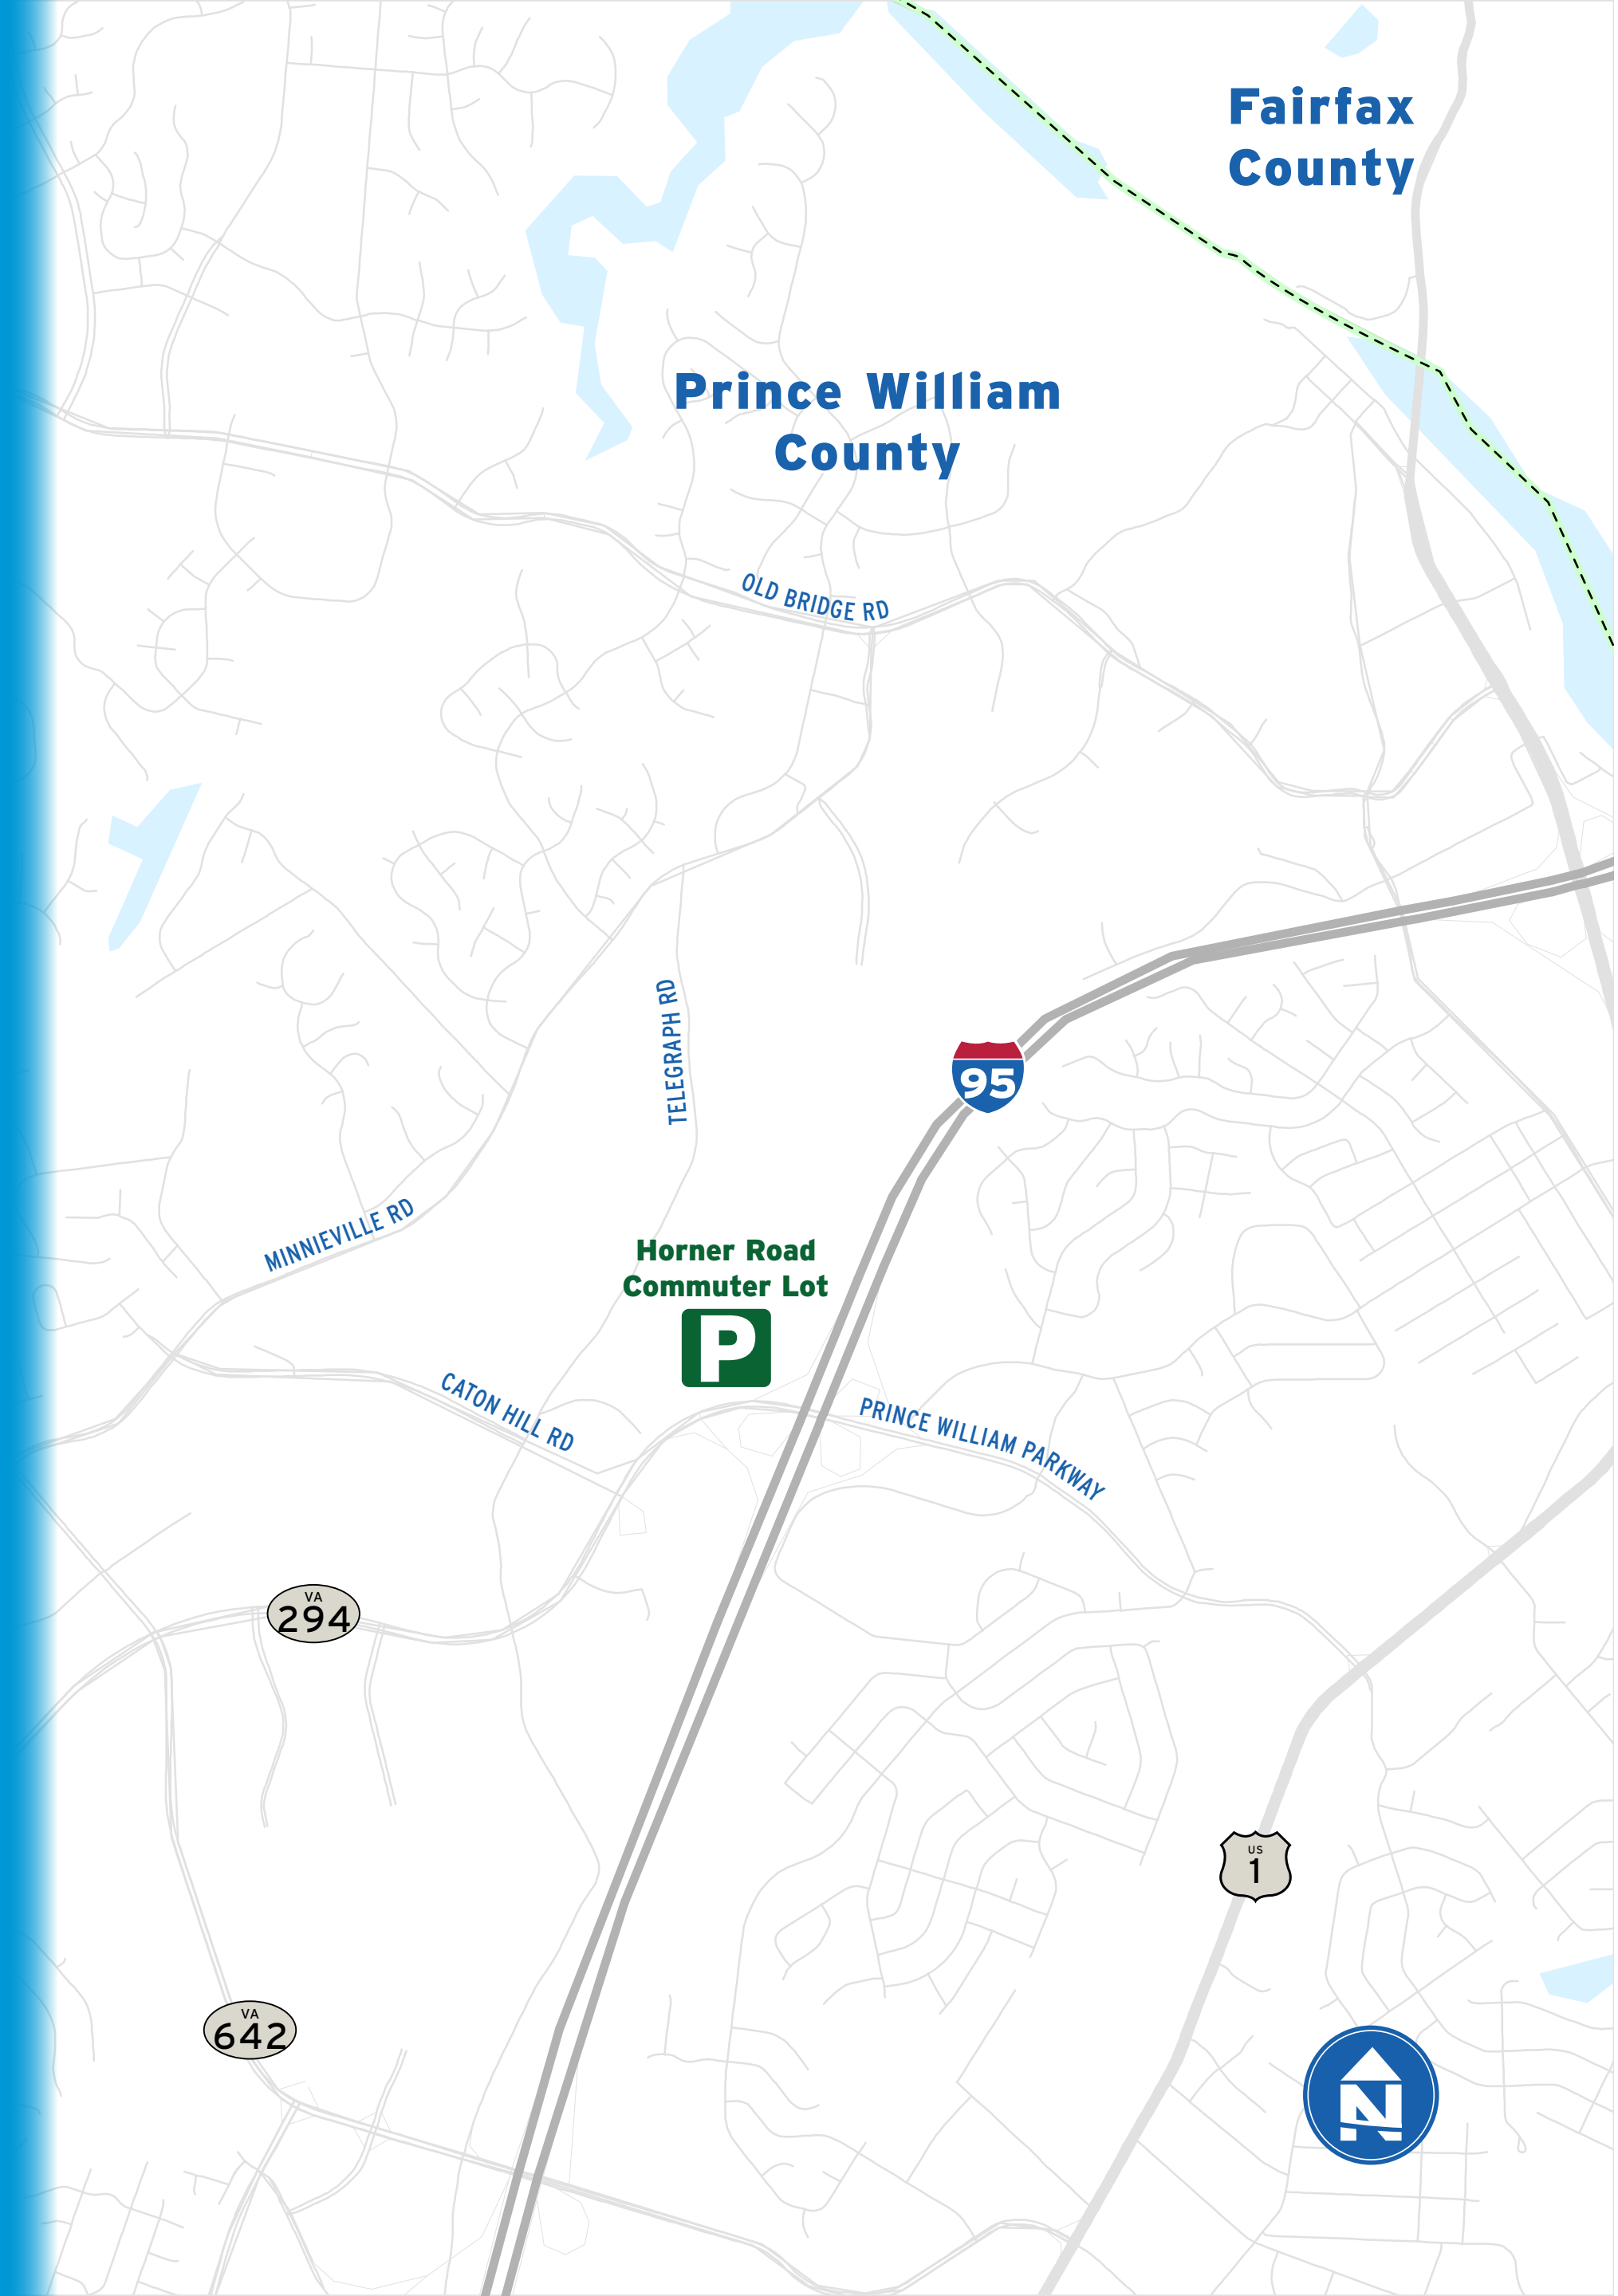 Fairfax
County
Prince William
County
OLD BRIDGE RD
TELEGRAPH RD
95
MINNIEVILLE RD
Horner Road
Commuter Lot
P
CATON HILL RD
PRINCE WILLIAM PARKWAY
VA
294
US
1
VA
642
N